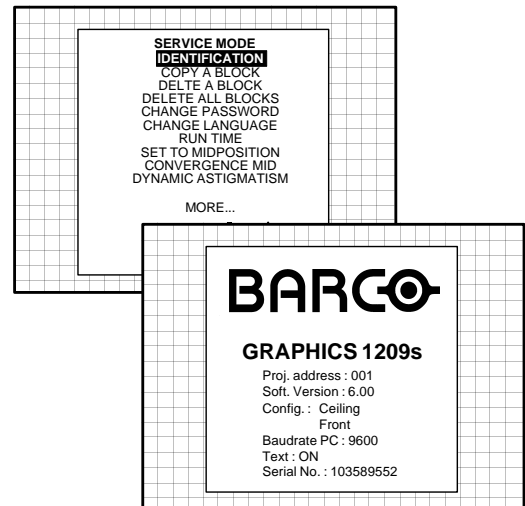 SERVICE MODE
IDENTIFICATION
COPY A BLOCK
DELTE A BLOCK
DELETE ALL BLOCKS
CHANGE PASSWORD
CHANGE LANGUAGE
RUN TIME
SET TO MIDPOSITION
CONVERGENCE MID
DYNAMIC ASTIGMATISM
MORE...
BARCO
GRAPHICS 1209s
Proj. address : 001
Soft. Version : 6.00
Config. : Ceiling
Front
Baudrate PC : 9600
Text : ON
Serial No. : 103589552